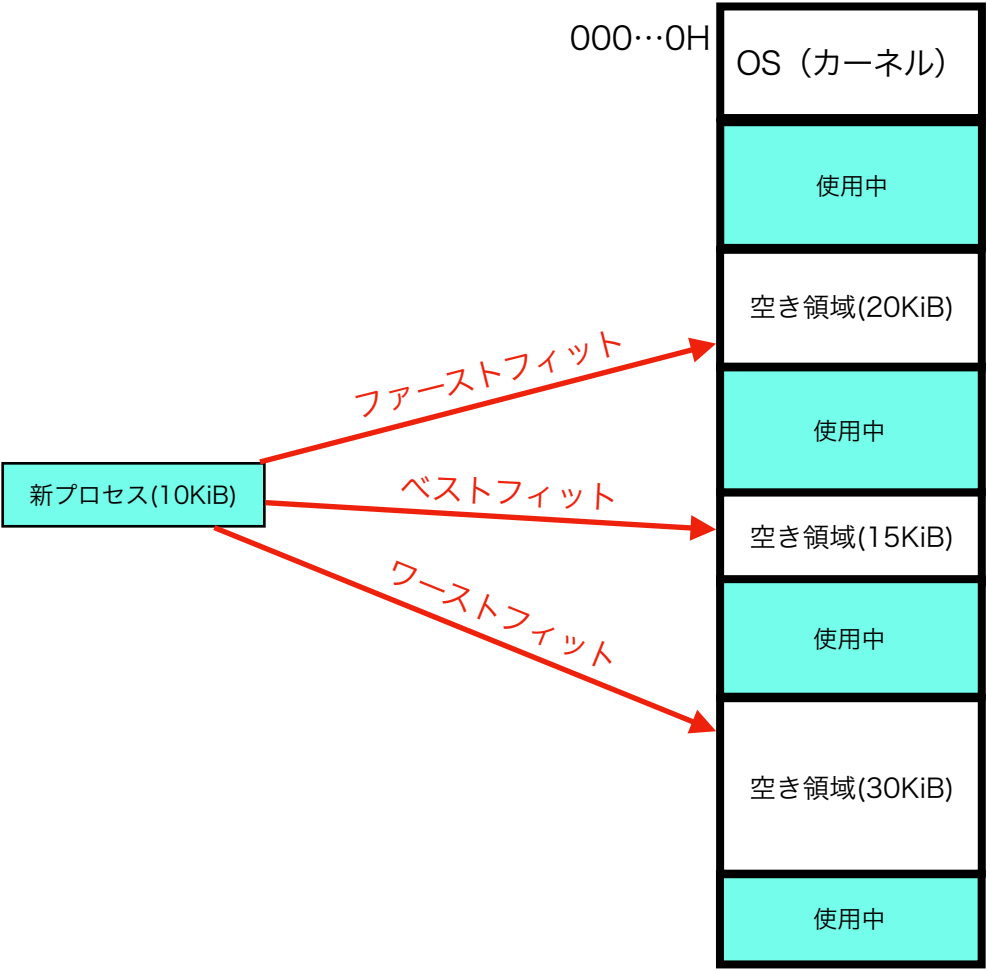 000…0H
OS（カーネル）
使用中
空き領域(20KiB)
ファーストフィット
使用中
新プロセス(10KiB)
ベストフィット
空き領域(15KiB)
ワーストフィット
使用中
空き領域(30KiB)
使用中